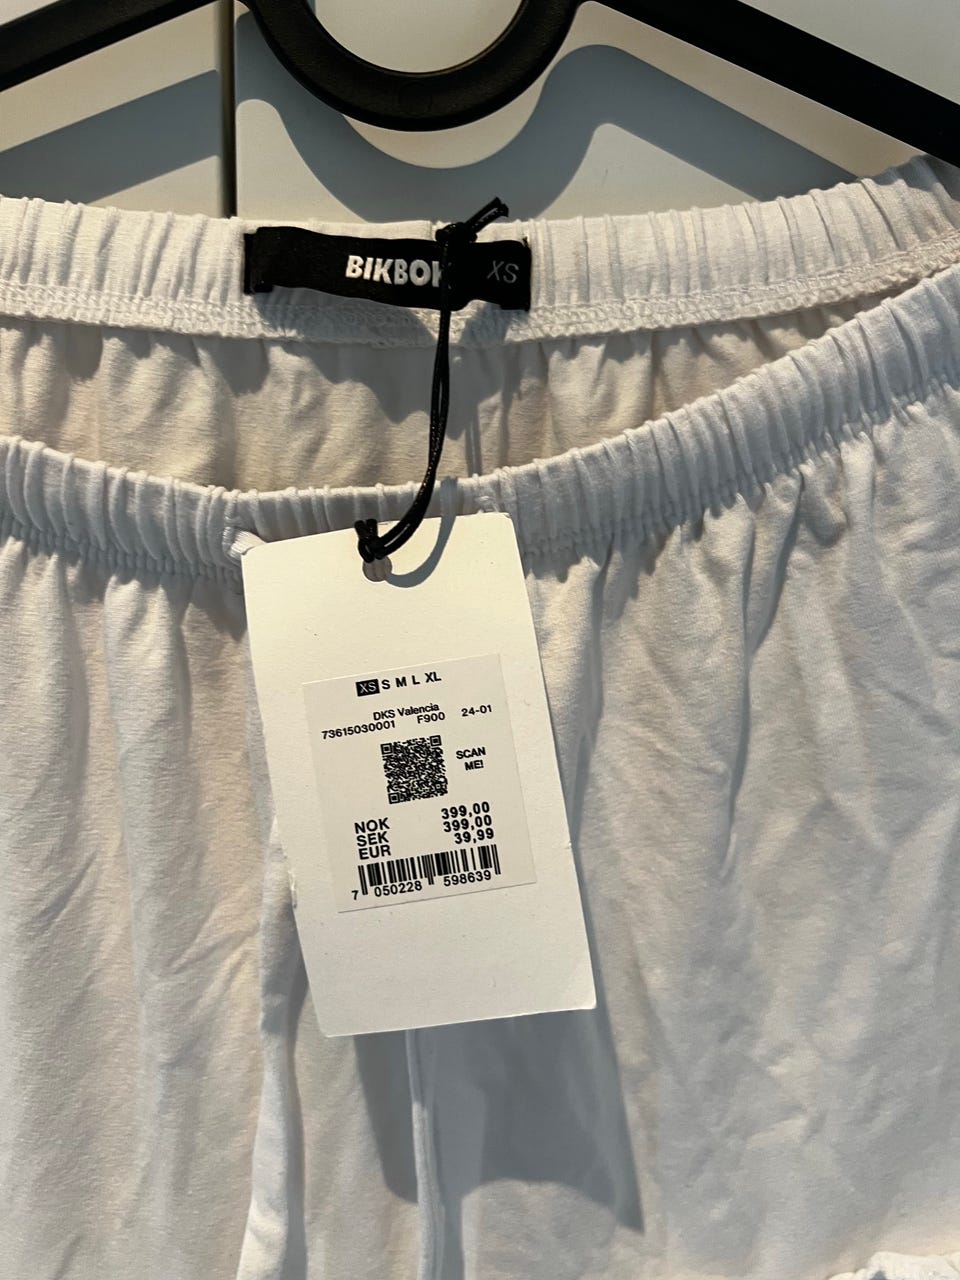 BIKBOK XS
XS S M L XL
DKS Valencia
73615030001 F900 24-01
SCAN
ME!
NOK 399,00
SEK 399,00
EUR 39,99
7 050228 598639